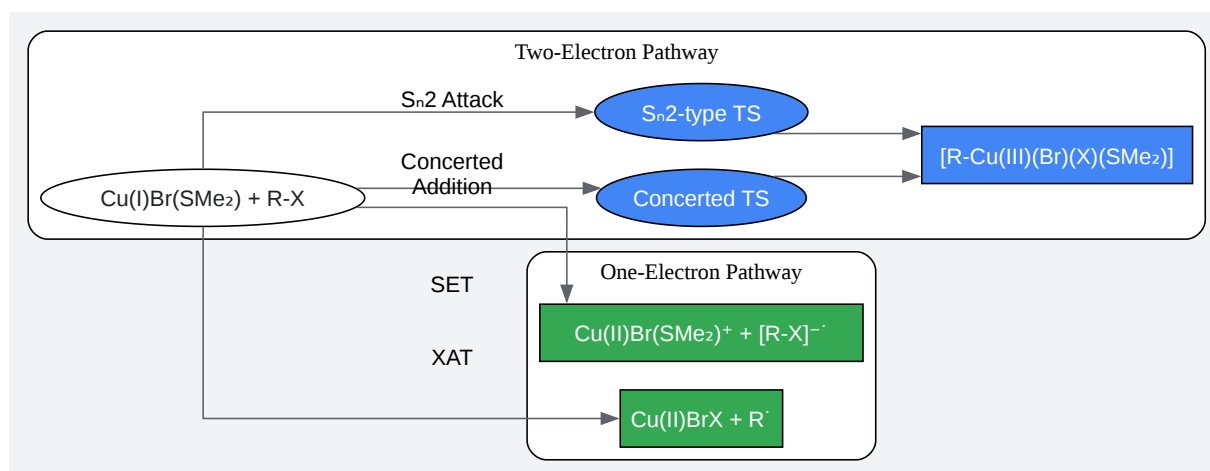 Two-Electron Pathway
Sₙ2 Attack
Sₙ2-type TS
[R-Cu(III)(Br)(X)(SMe₂)]
Concerted
Addition
Cu(I)Br(SMe₂) + R-X
Concerted TS
One-Electron Pathway
SET
Cu(II)Br(SMe₂)⁺ + [R-X]⁻˙
XAT
Cu(II)BrX + R˙